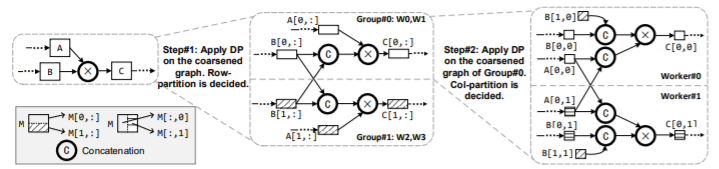 A
B
C
M
M[0,:]
M[1,:]
M
M[:,0]
M[:,1]
C Concatenation
Step#1: Apply DP
on the coarsened
graph. Row-
partition is decided.
A[0,:]
Group#0: W0,W1
B[0,:]
C
C[0,:]
C
B[1,:]
C[1,:]
A[1,:]
Group#1: W2,W3
Step#2: Apply DP
on the coarsened
graph of Group#0.
Col-partition is
decided.
B[1,0]
B[0,0]
C
C[0,0]
A[0,0]
C
Worker#0
Worker#1
A[0,1]
C
B[0,1]
C[0,1]
C
B[1,1]